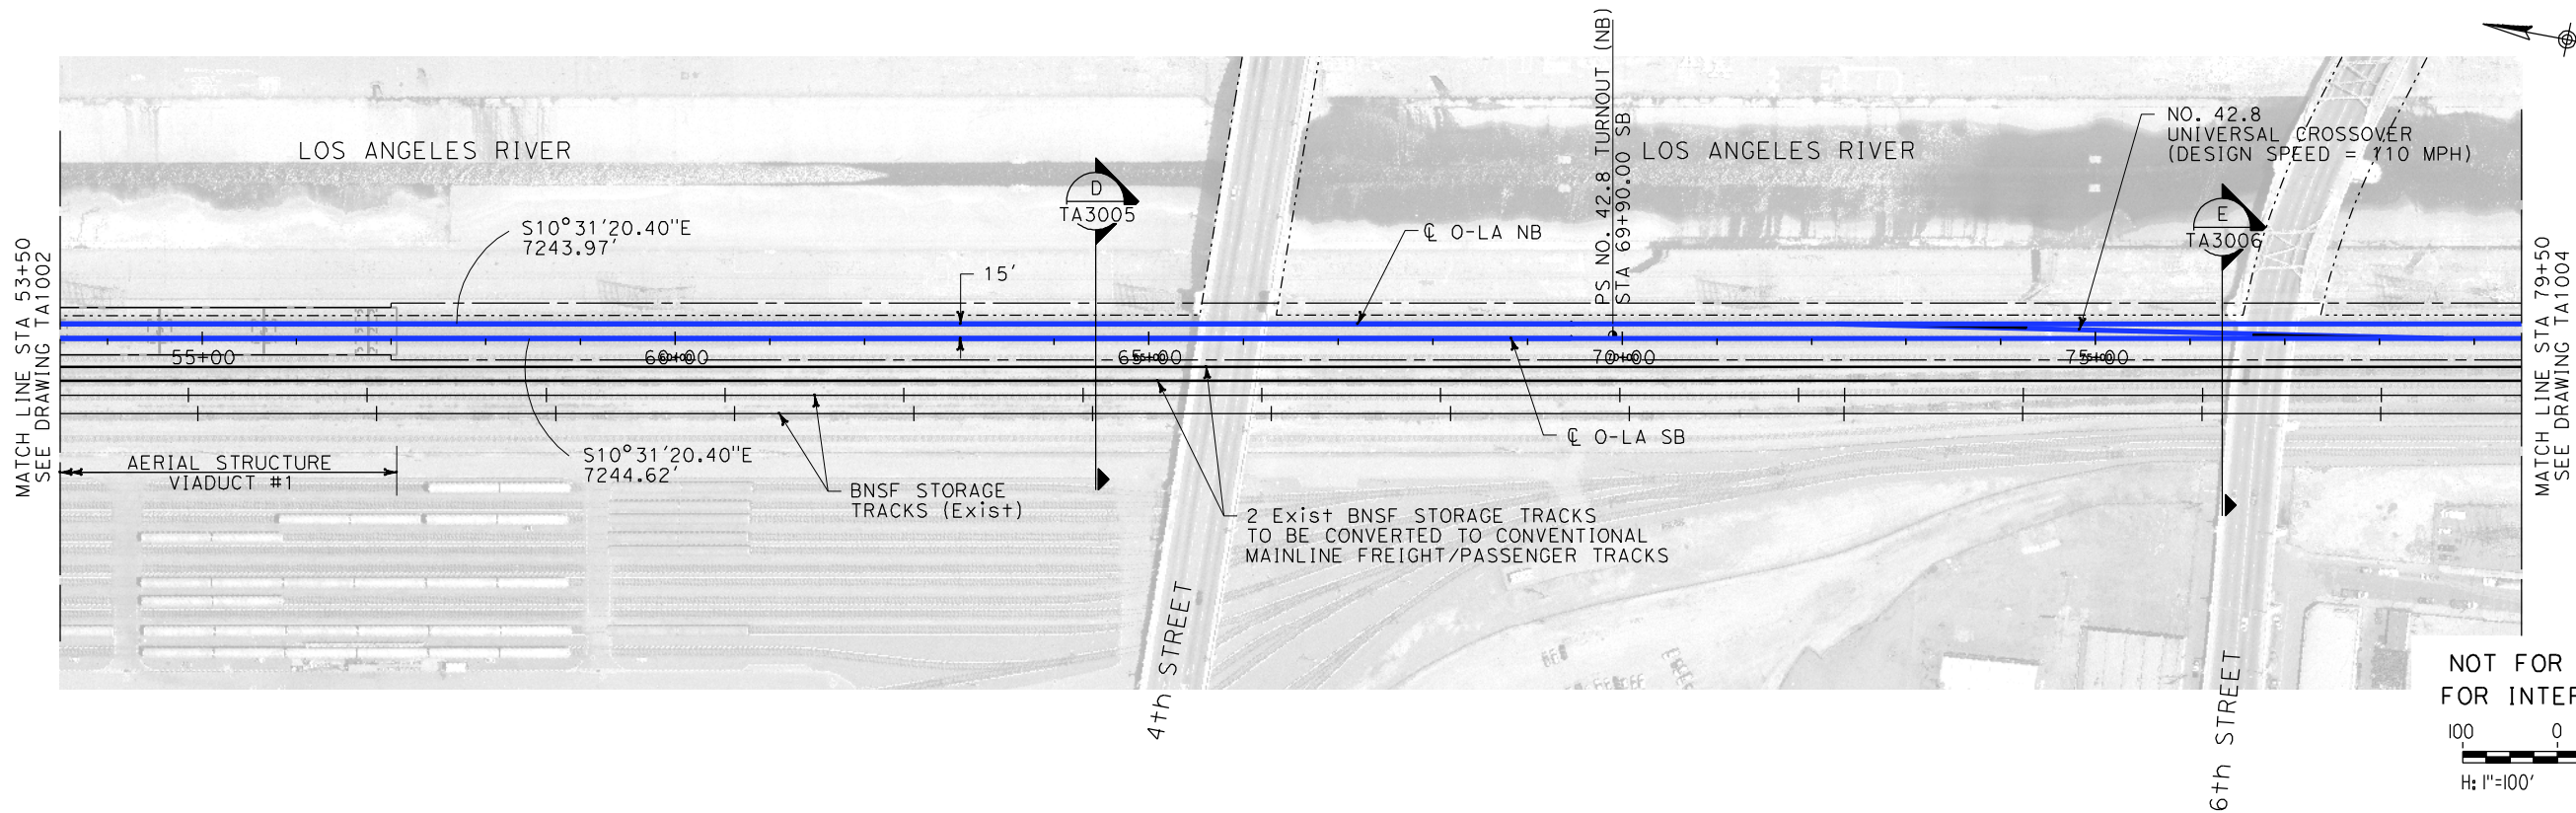 MATCH LINE STA 53+50
SEE DRAWING TA1002
LOS ANGELES RIVER
S10°31'20.40"E
7243.97'
D
TA3005
15'
℄ O-LA NB
PS NO. 42.8 TURNOUT (NB)
STA 69+90.00 SB
LOS ANGELES RIVER
NO. 42.8
UNIVERSAL CROSSOVER
(DESIGN SPEED = 110 MPH)
E
TA3006
MATCH LINE STA 79+50
SEE DRAWING TA1004
55+00
60+00
65+00
70+00
75+00
℄ O-LA SB
S10°31'20.40"E
7244.62'
AERIAL STRUCTURE
VIADUCT #1
BNSF STORAGE
TRACKS (Exist)
2 Exist BNSF STORAGE TRACKS
TO BE CONVERTED TO CONVENTIONAL
MAINLINE FREIGHT/PASSENGER TRACKS
4th STREET
6th STREET
NOT FOR
FOR INTER
100 0
H: 1"=100'